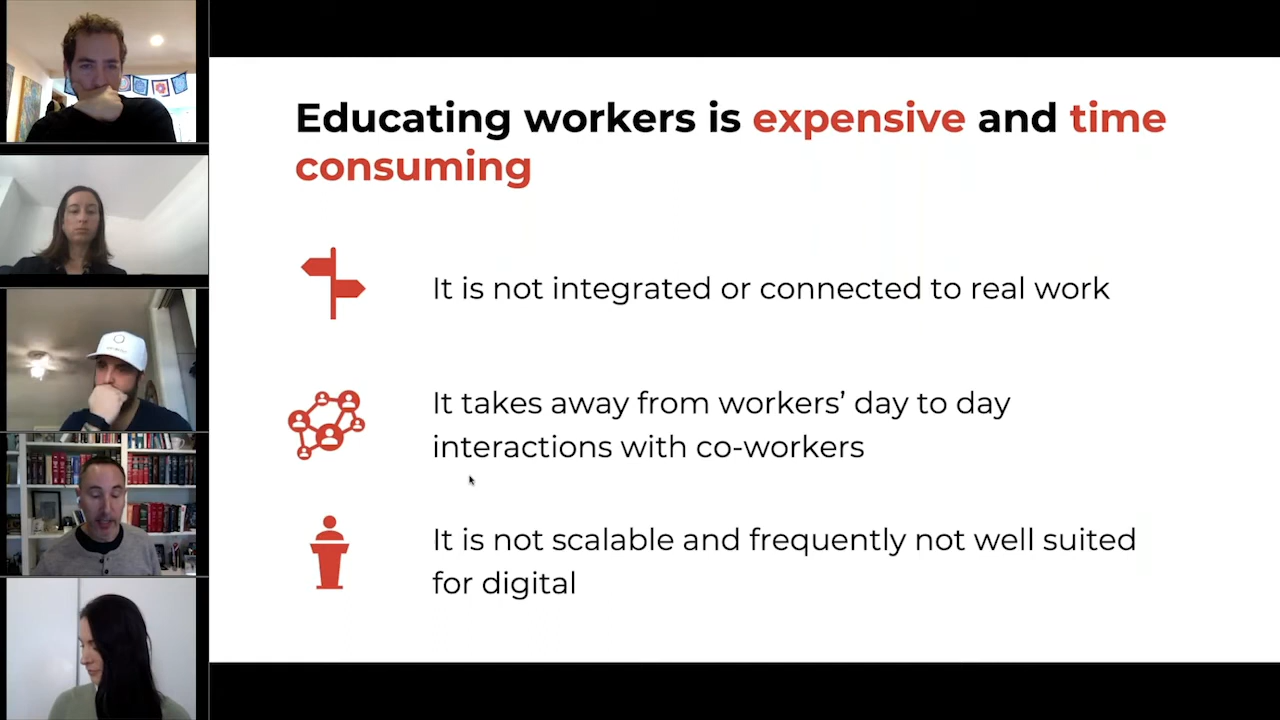 Educating workers is expensive and time
consuming
It is not integrated or connected to real work
It takes away from workers’ day to day
interactions with co-workers
It is not scalable and frequently not well suited
for digital